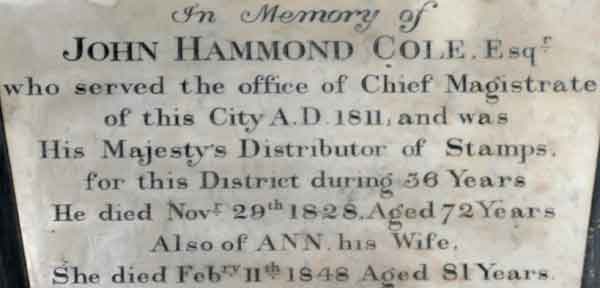 In Memory of
JOHN HAMMOND COLE, Esqr
who served the office of Chief Magistrate
of this City A.D. 1811, and was
His Majesty's Distributor of Stamps,
for this District during 36 Years
He died Novr 29th 1828, Aged 72 Years
Also of ANN, his Wife,
She died Febry 11th 1848 Aged 81 Years.